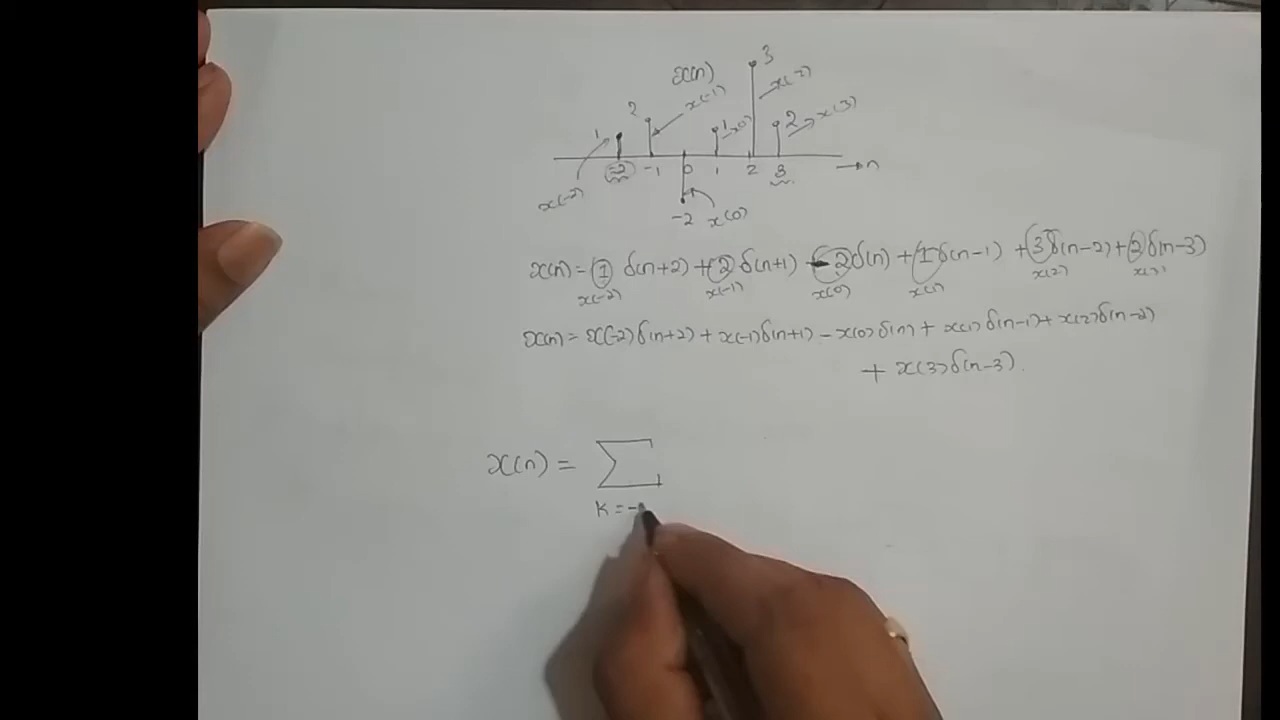 3
x(n)
2 x(-1) x(2)
1 1 x() 2 x(3)
-2 -1 0 1 2 3 → n
x(-2)
-2 x(0)
x(n) = 1 δ(n+2) + 2 δ(n+1) - 2 δ(n) + 1 δ(n-1) + 3 δ(n-2) + 2 δ(n-3)
x(-2) x(-1) x(0) x(1) x(2) x(3)
x(n) = x(-2) δ(n+2) + x(-1) δ(n+1) - x(0) δ(n) + x(1) δ(n-1) + x(2) δ(n-2)
+ x(3) δ(n-3).
x(n) = Σ
K = -